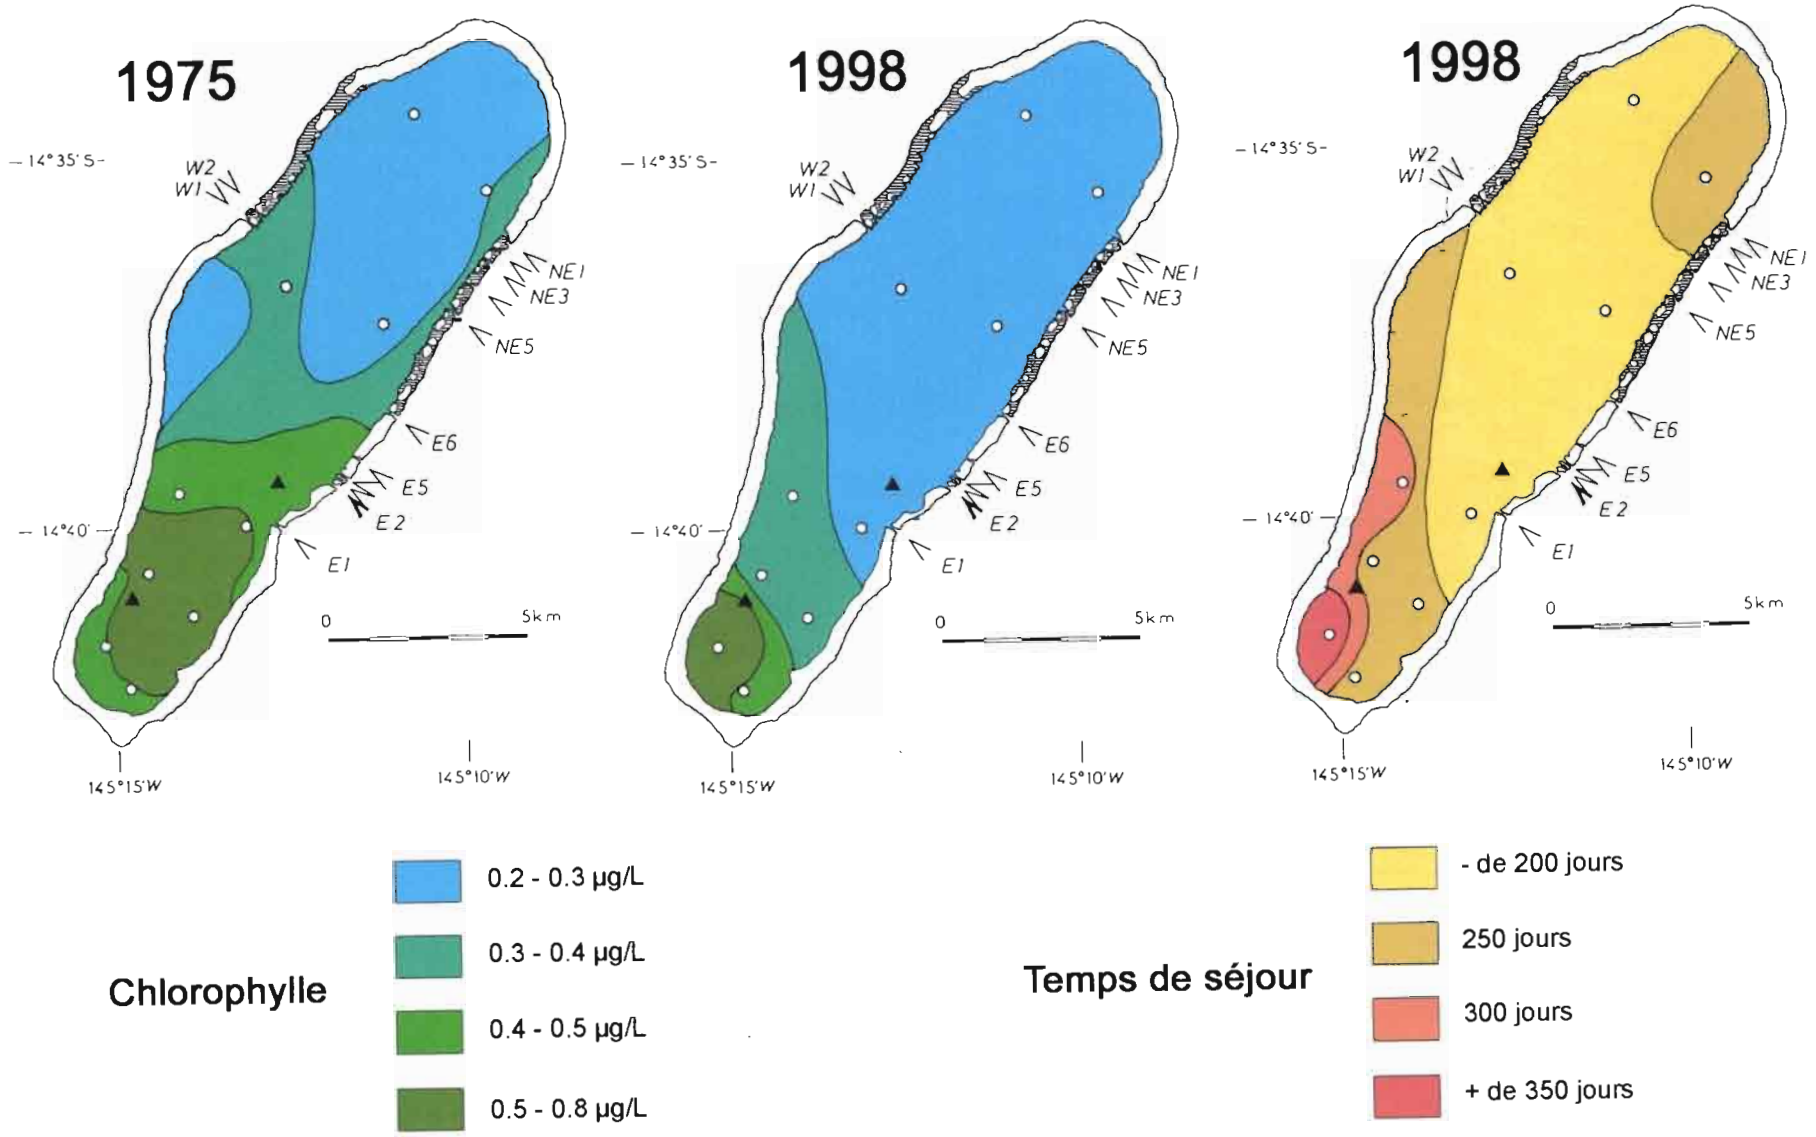 1975
— 14°35'S-
W2
W1
NE1
NE3
NE5
E6
E5
E2
E1
— 14°40'—
0 5km
145°15'W
145°10'W
1998
— 14°35'S-
W2
W1
NE1
NE3
NE5
E6
E5
E2
E1
— 14°40'—
0 5km
145°15'W
145°10'W
1998
— 14°35'S-
W2
W1
NE1
NE3
NE5
E6
E5
E2
E1
— 14°40'—
0 5km
145°15'W
145°10'W
Chlorophylle
0.2 - 0.3 µg/L
0.3 - 0.4 µg/L
0.4 - 0.5 µg/L
0.5 - 0.8 µg/L
Temps de séjour
- de 200 jours
250 jours
300 jours
+ de 350 jours